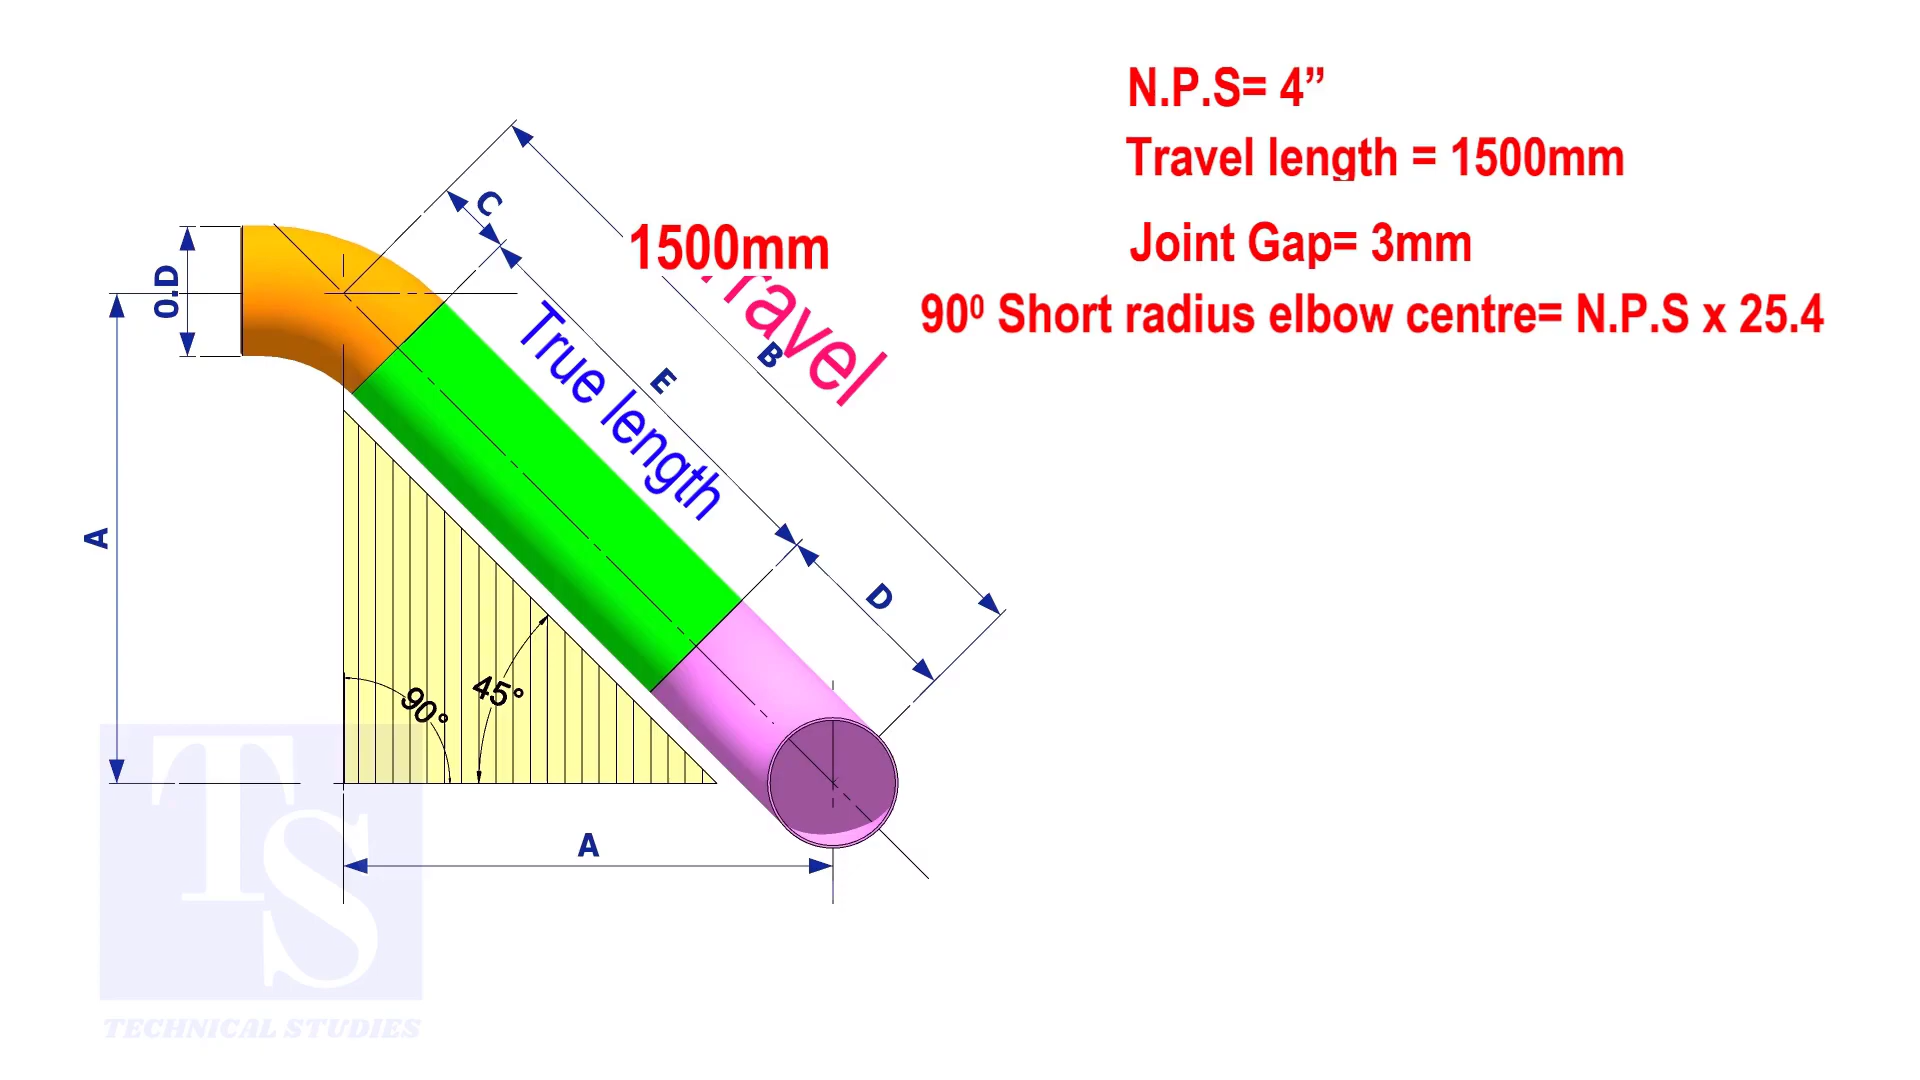 N.P.S= 4”
Travel length = 1500mm
Joint Gap= 3mm
90⁰ Short radius elbow centre= N.P.S x 25.4
1500mm
Travel
C
B
E
True length
D
O.D
A
A
90°
45°
TS
TECHNICAL STUDIES